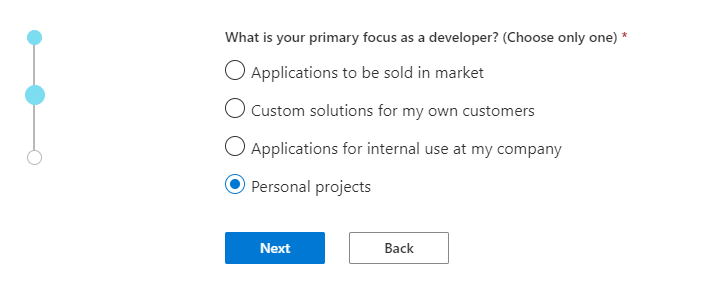 What is your primary focus as a developer? (Choose only one) *
Applications to be sold in market
Custom solutions for my own customers
Applications for internal use at my company
Personal projects
Next Back